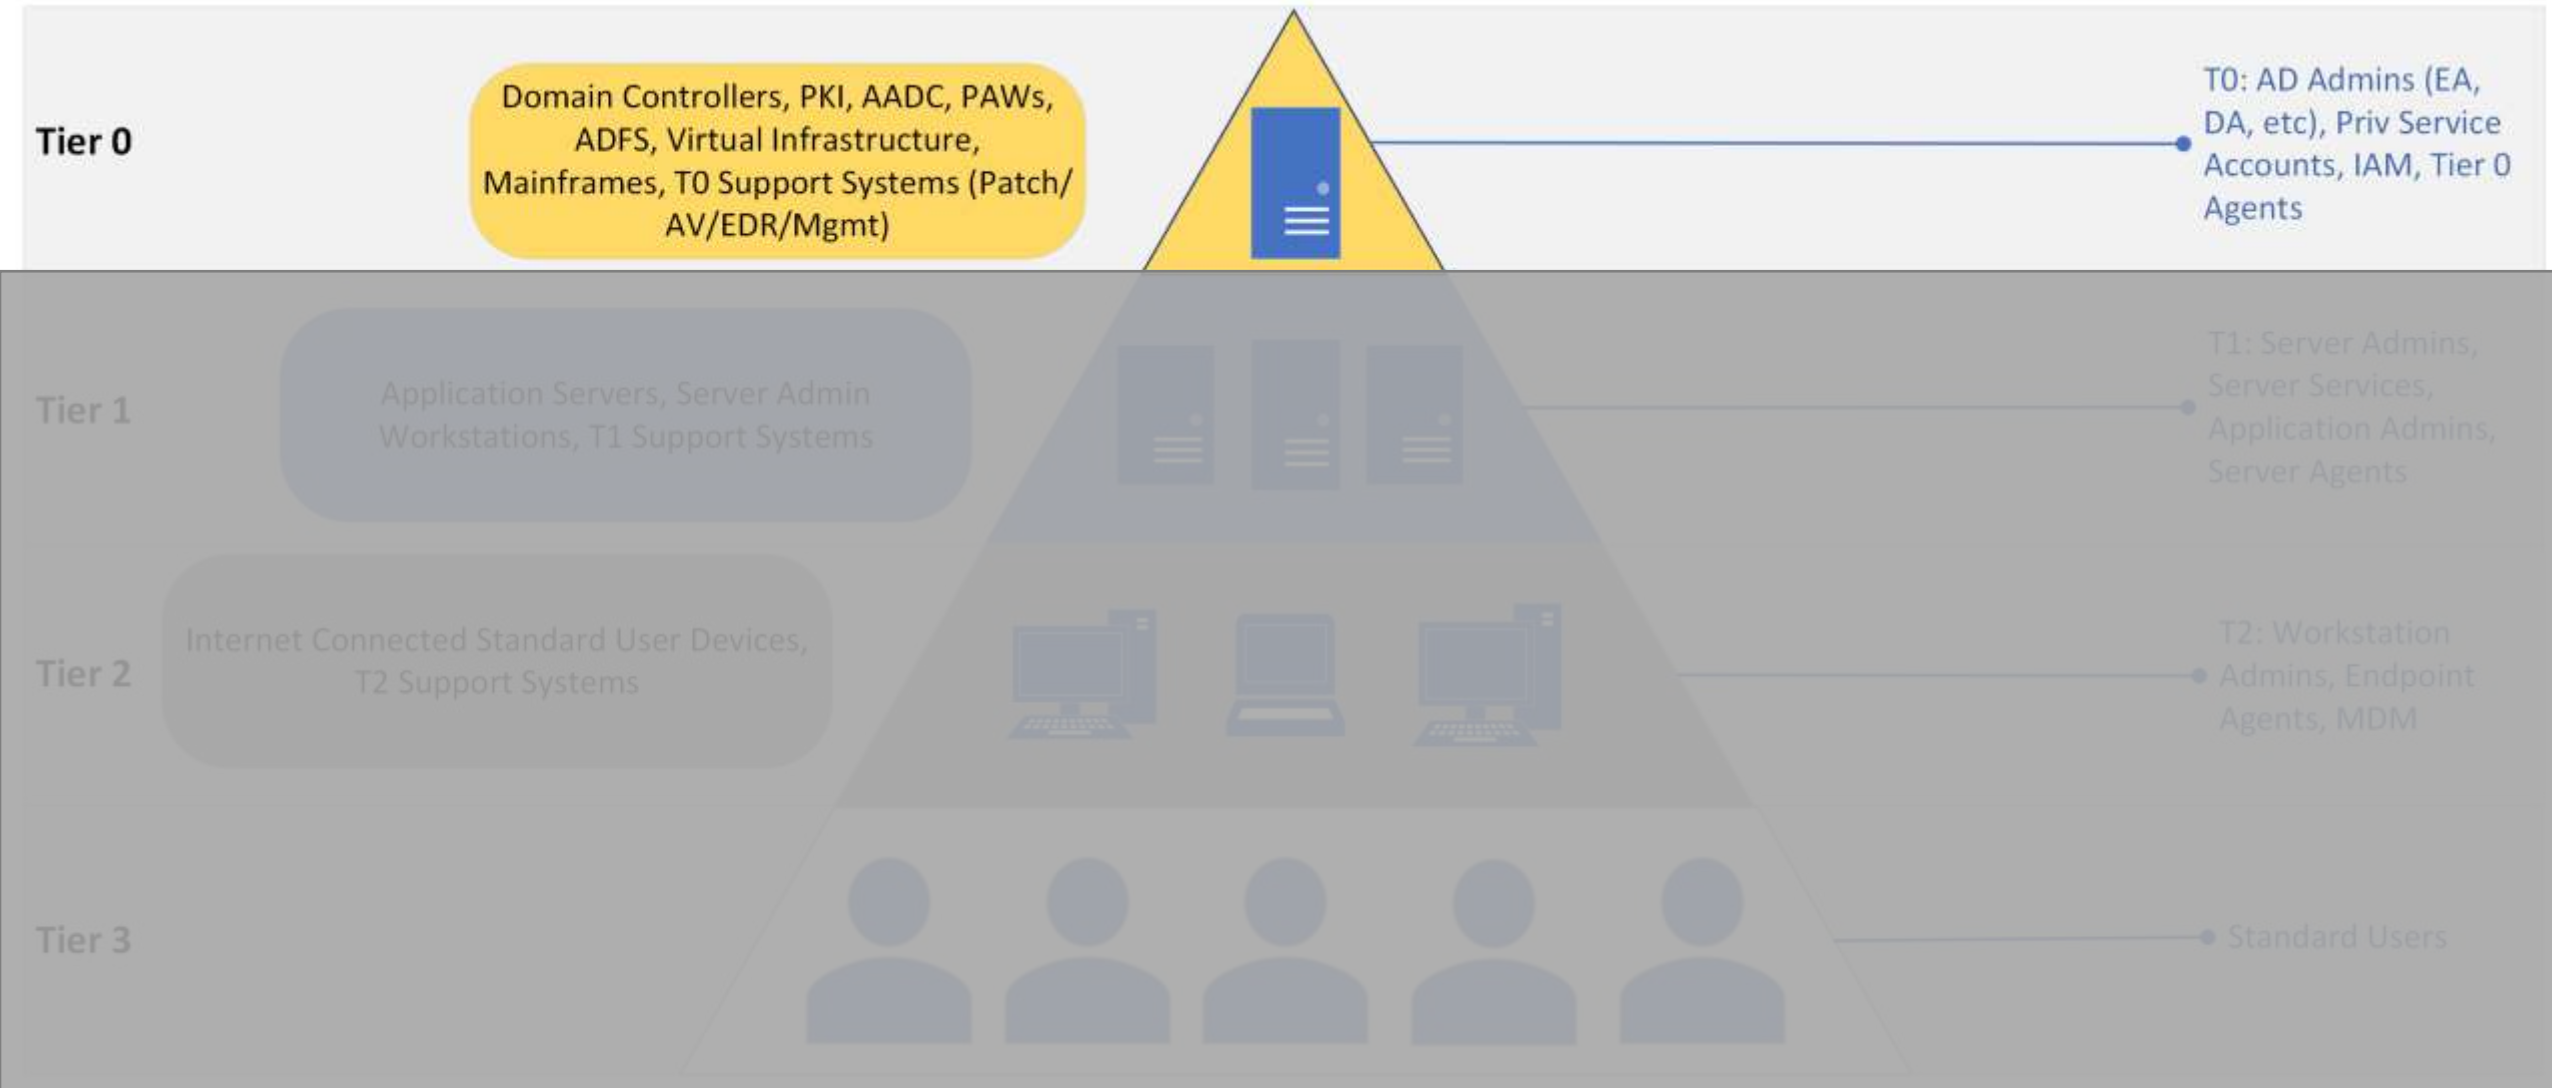 Tier 0
Domain Controllers, PKI, AADC, PAWs,
ADFS, Virtual Infrastructure,
Mainframes, T0 Support Systems (Patch/
AV/EDR/Mgmt)
T0: AD Admins (EA,
DA, etc), Priv Service
Accounts, IAM, Tier 0
Agents
Tier 1
Application Servers, Server Admin
Workstations, T1 Support Systems
T1: Server Admins,
Server Services,
Application Admins,
Server Agents
Tier 2
Internet Connected Standard User Devices,
T2 Support Systems
T2: Workstation
Admins, Endpoint
Agents, MDM
Tier 3
Standard Users